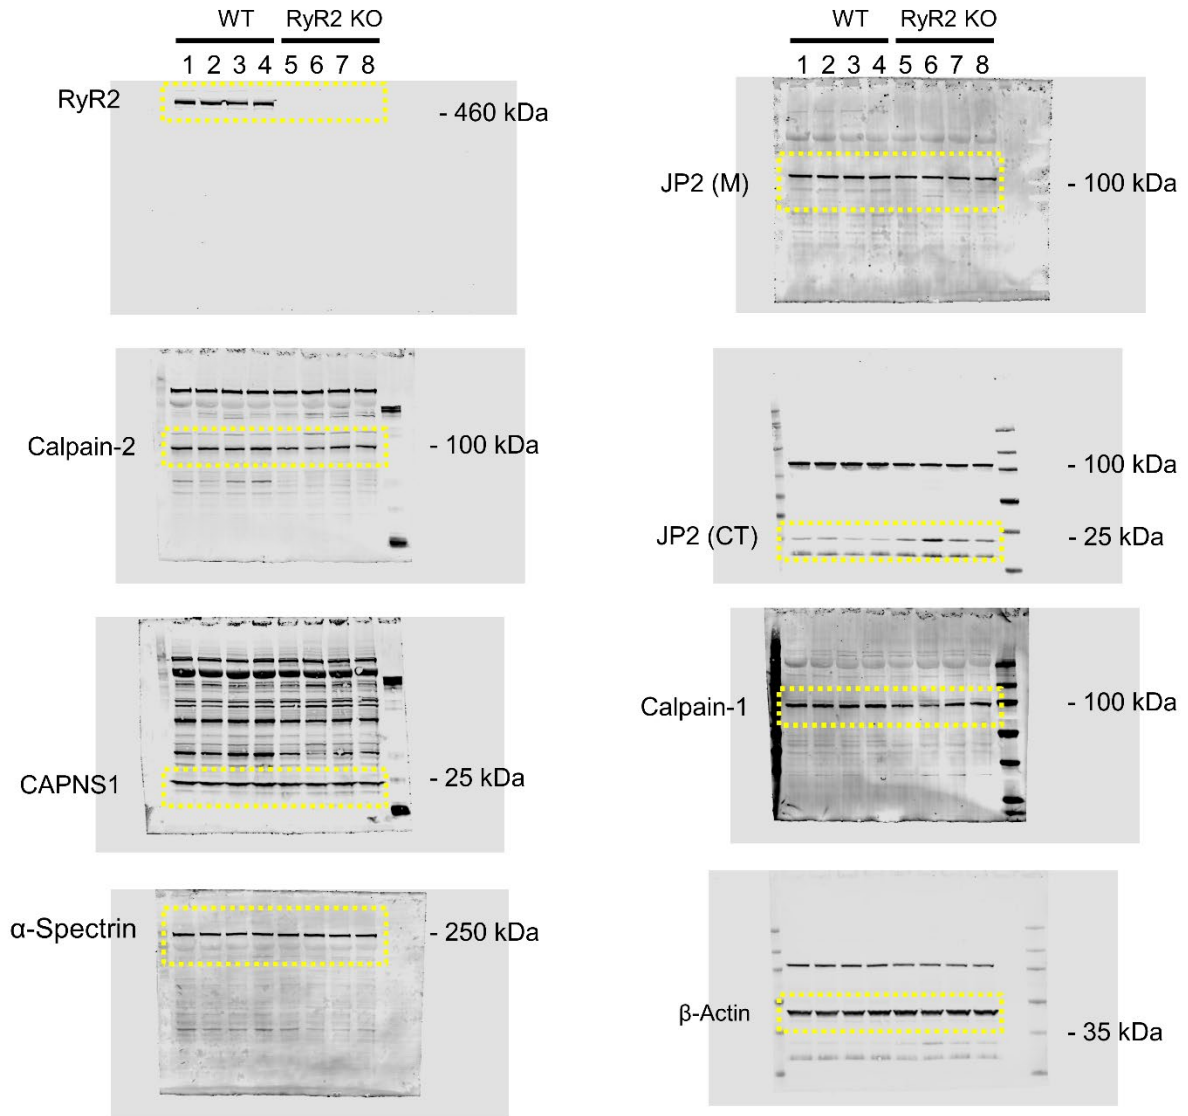 WT RyR2 KO
1 2 3 4 5 6 7 8
RyR2
- 460 kDa
Calpain-2
- 100 kDa
CAPNS1
- 25 kDa
α-Spectrin
- 250 kDa
WT RyR2 KO
1 2 3 4 5 6 7 8
JP2 (M)
- 100 kDa
- 100 kDa
JP2 (CT)
- 25 kDa
Calpain-1
- 100 kDa
β-Actin
- 35 kDa